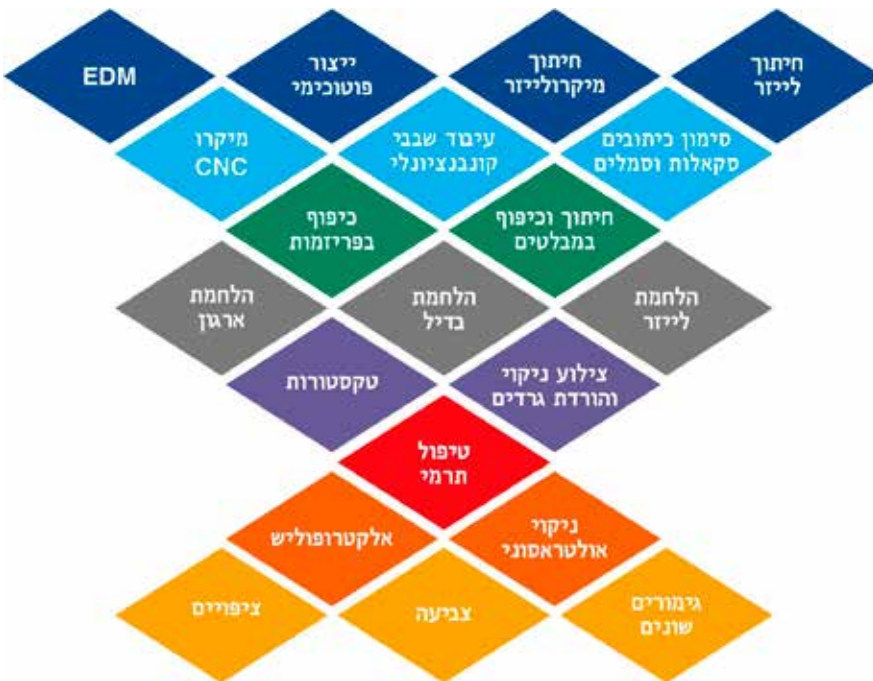 חיתוך
לייזר
חיתוך
מיקרולייזר
ייצור
פוטוכימי
EDM
סימון כיתובים
סקאלות וסמלים
עיבוד שבבי
קונבנציונלי
מיקרו
CNC
חיתוך וכיפוף
במבלטים
כיפוף
בפריזמות
הלחמת
לייזר
הלחמת
בדיל
הלחמת
ארגון
צילוע ניקוי
והורדת גרדים
טקסטורות
טיפול
תרמי
ניקוי
אולטראסוני
אלקטרופוליש
גימורים
שונים
צביעה
ציפויים